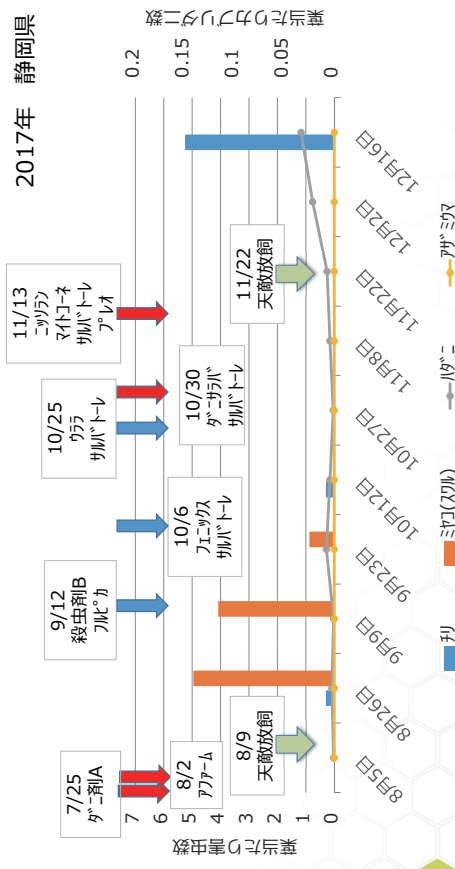 2017年　静岡県
7/25
ダニ剤A
8/2
アファーム
8/9
天敵放飼
9/12
殺虫剤B
フルピカ
10/6
フェニックス
サルバトーレ
10/25
ウララ
サルバトーレ
10/30
ダニサラバ
サルバトーレ
11/13
ニッソラン
マイトコーネ
サルバトーレ
プレオ
11/22
天敵放飼
葉当たり害虫数
7
6
5
4
3
2
1
0
葉当たりカブリダニ数
0.2
0.15
0.1
0.05
0
8月5日
8月26日
9月9日
9月23日
10月12日
10月27日
11月8日
11月22日
12月2日
12月16日
チリ
ミヤコ(スワル)
ハダニ
アザミウマ